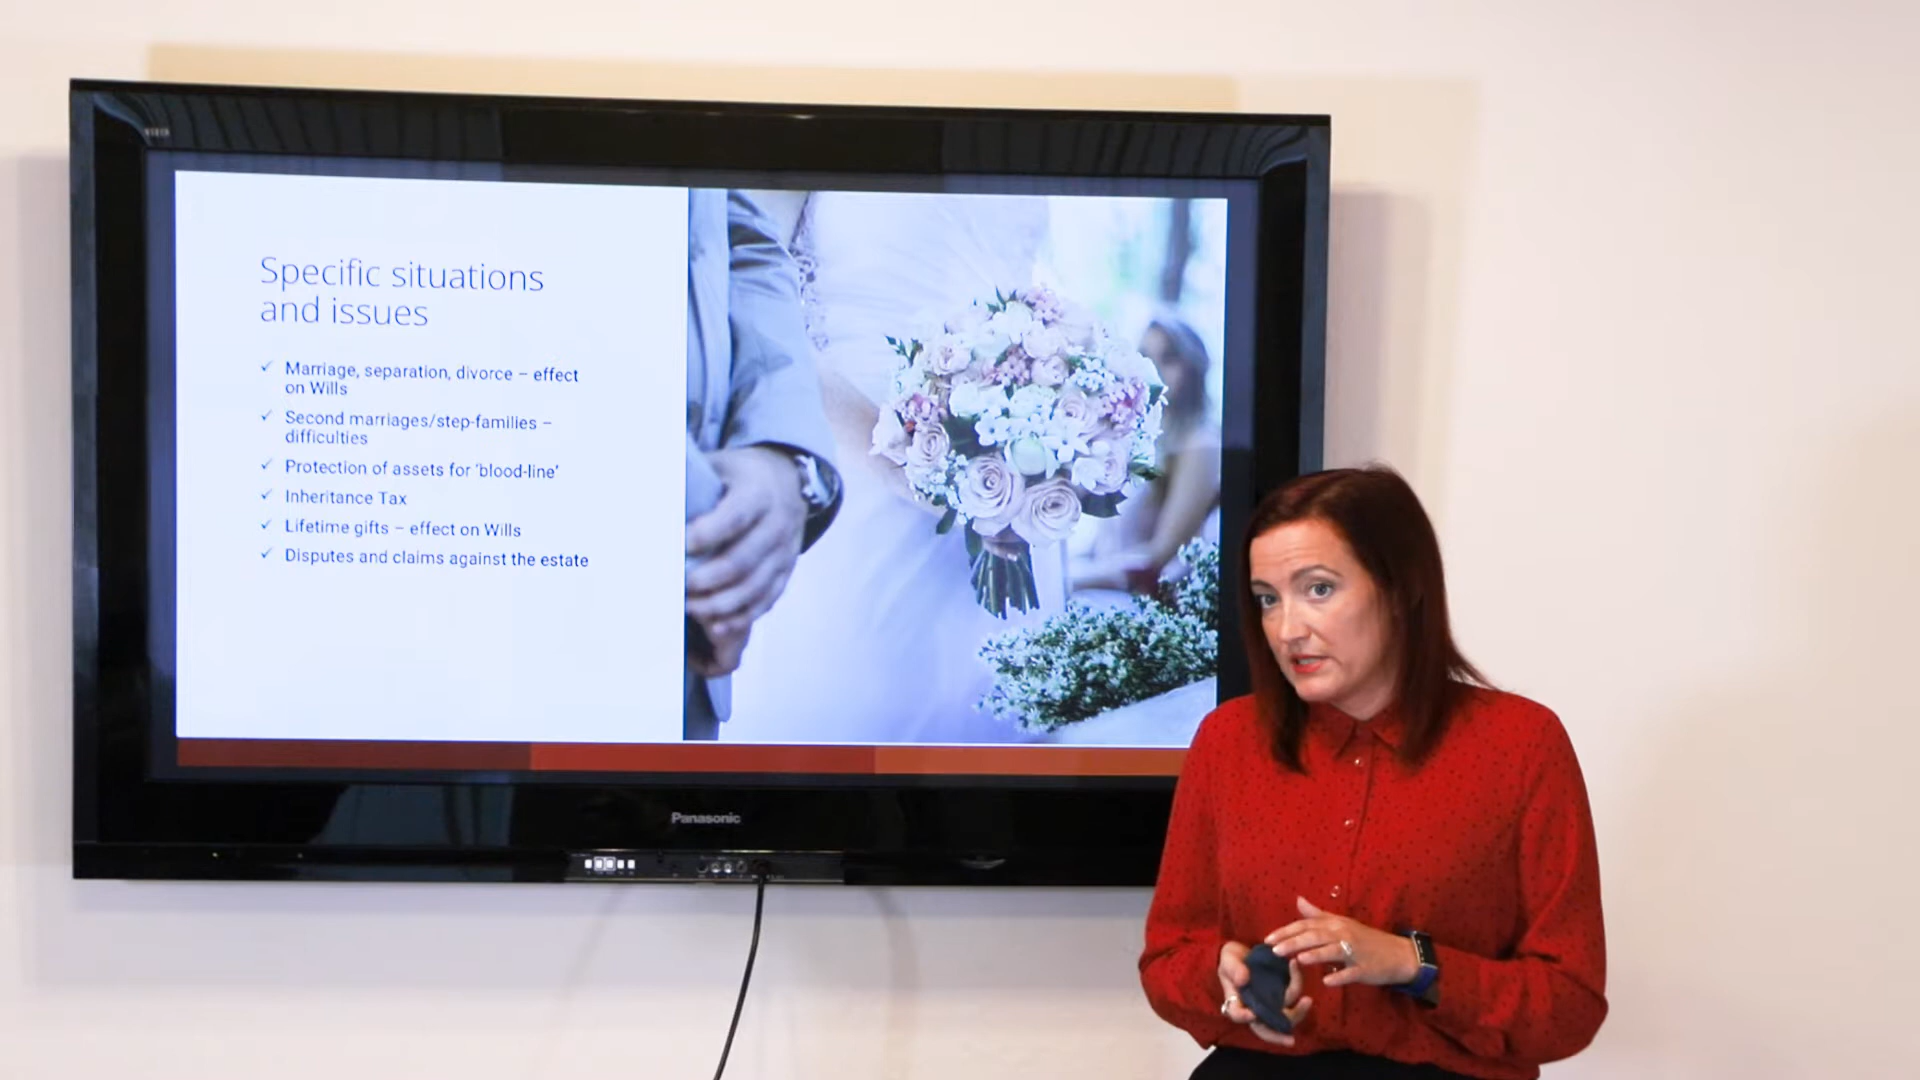 Specific situations
and issues
Marriage, separation, divorce – effect
on Wills
Second marriages/step-families –
difficulties
Protection of assets for 'blood-line'
Inheritance Tax
Lifetime gifts – effect on Wills
Disputes and claims against the estate
Panasonic